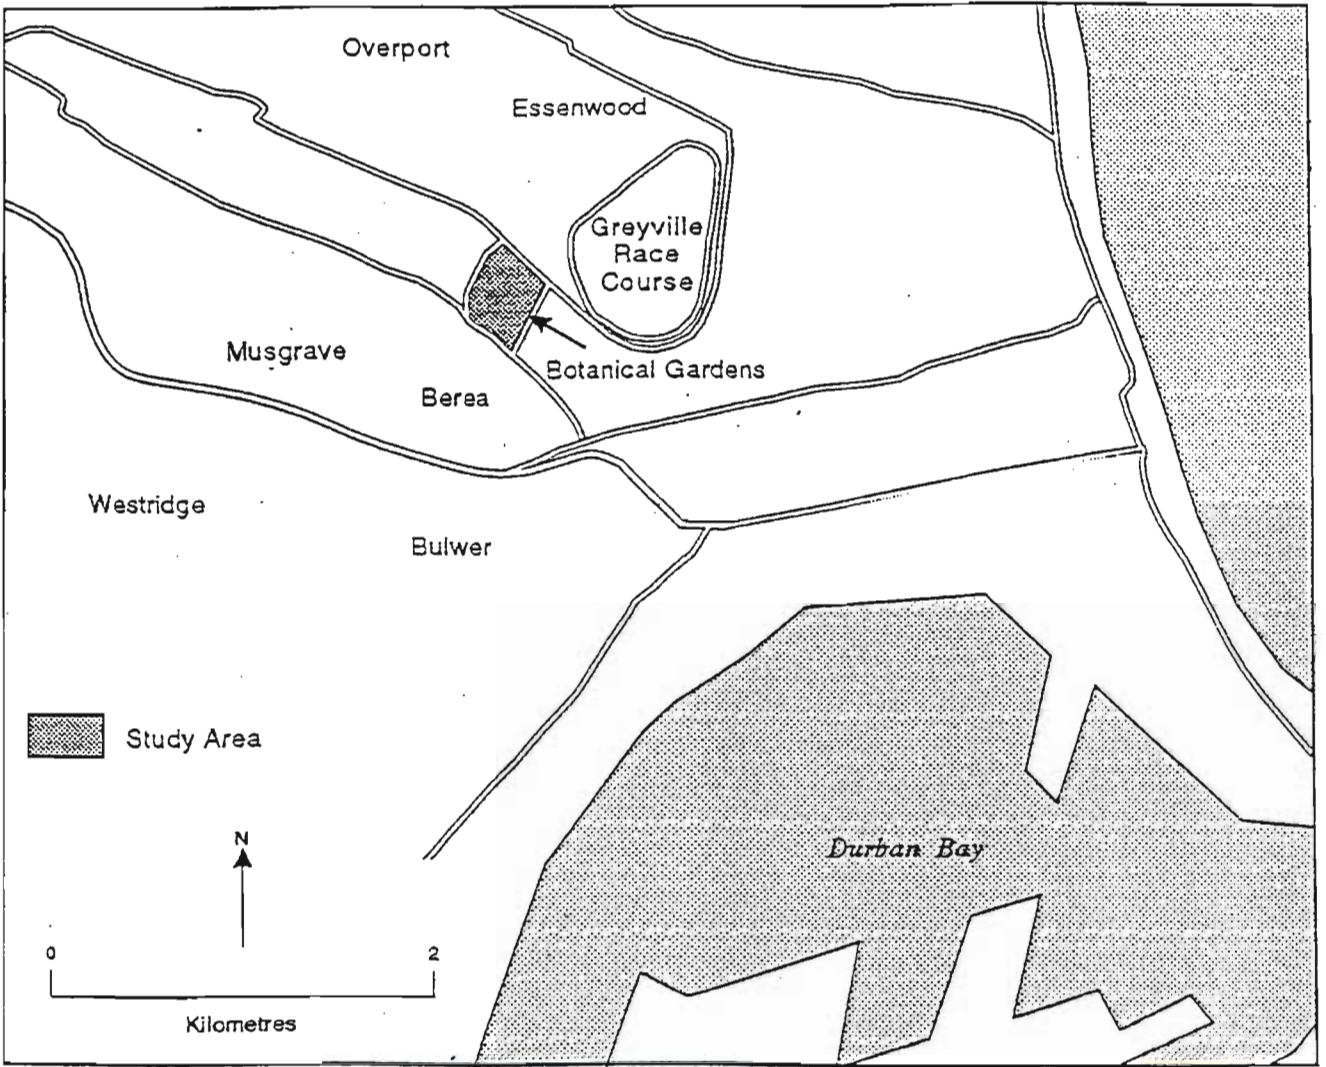 Overport
Essenwood
Greyville
Race
Course
Musgrave
Botanical Gardens
Berea
Westridge
Bulwer
Study Area
N
Durban Bay
0 2
Kilometres